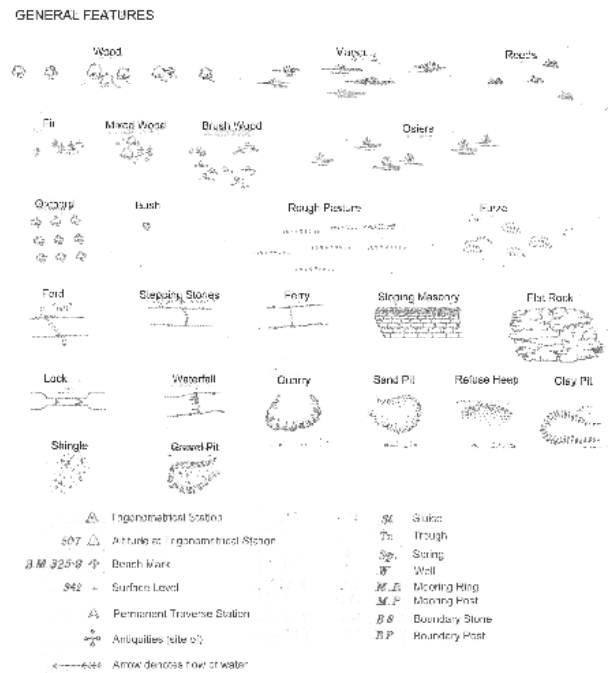 GENERAL FEATURES
Wood
Reeds
Fir Mixed Wood Brush Wood
Osiers
Orchard Bush Rough Pasture Furze
Ford Stepping Stones Ferry Sloping Masonry Flat Rock
Lock Waterfall Quarry Sand Pit Refuse Heap Clay Pit
Shingle Gravel Pit
Trigonometrical Station
507 Altitude at Trigonometrical Station
B.M. 325·9 Bench Mark
342 Surface Level
Permanent Traverse Station
Antiquities (site of)
Arrow denotes flow of water
Sl. Sluice
Tr. Trough
Sp. Spring
W Well
M.R. Mooring Ring
M.P. Mooring Post
B S Boundary Stone
B P Boundary Post